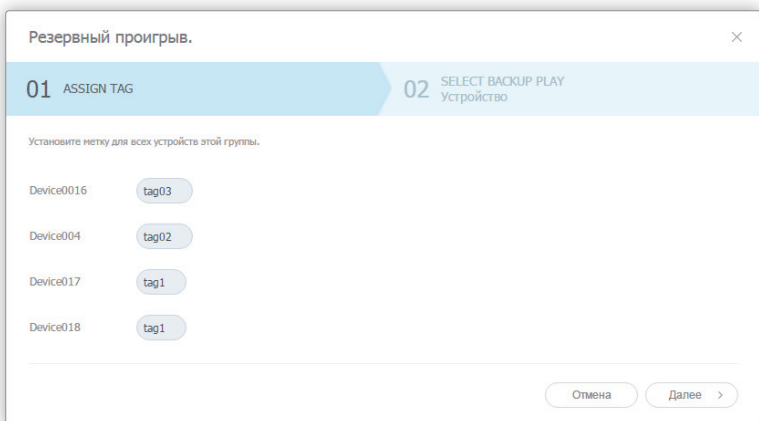 Резервный проигрыв.
01 ASSIGN TAG
02 SELECT BACKUP PLAY
Устройство
Установите метку для всех устройств этой группы.
Device0016 tag03
Device004 tag02
Device017 tag1
Device018 tag1
Отмена Далее >